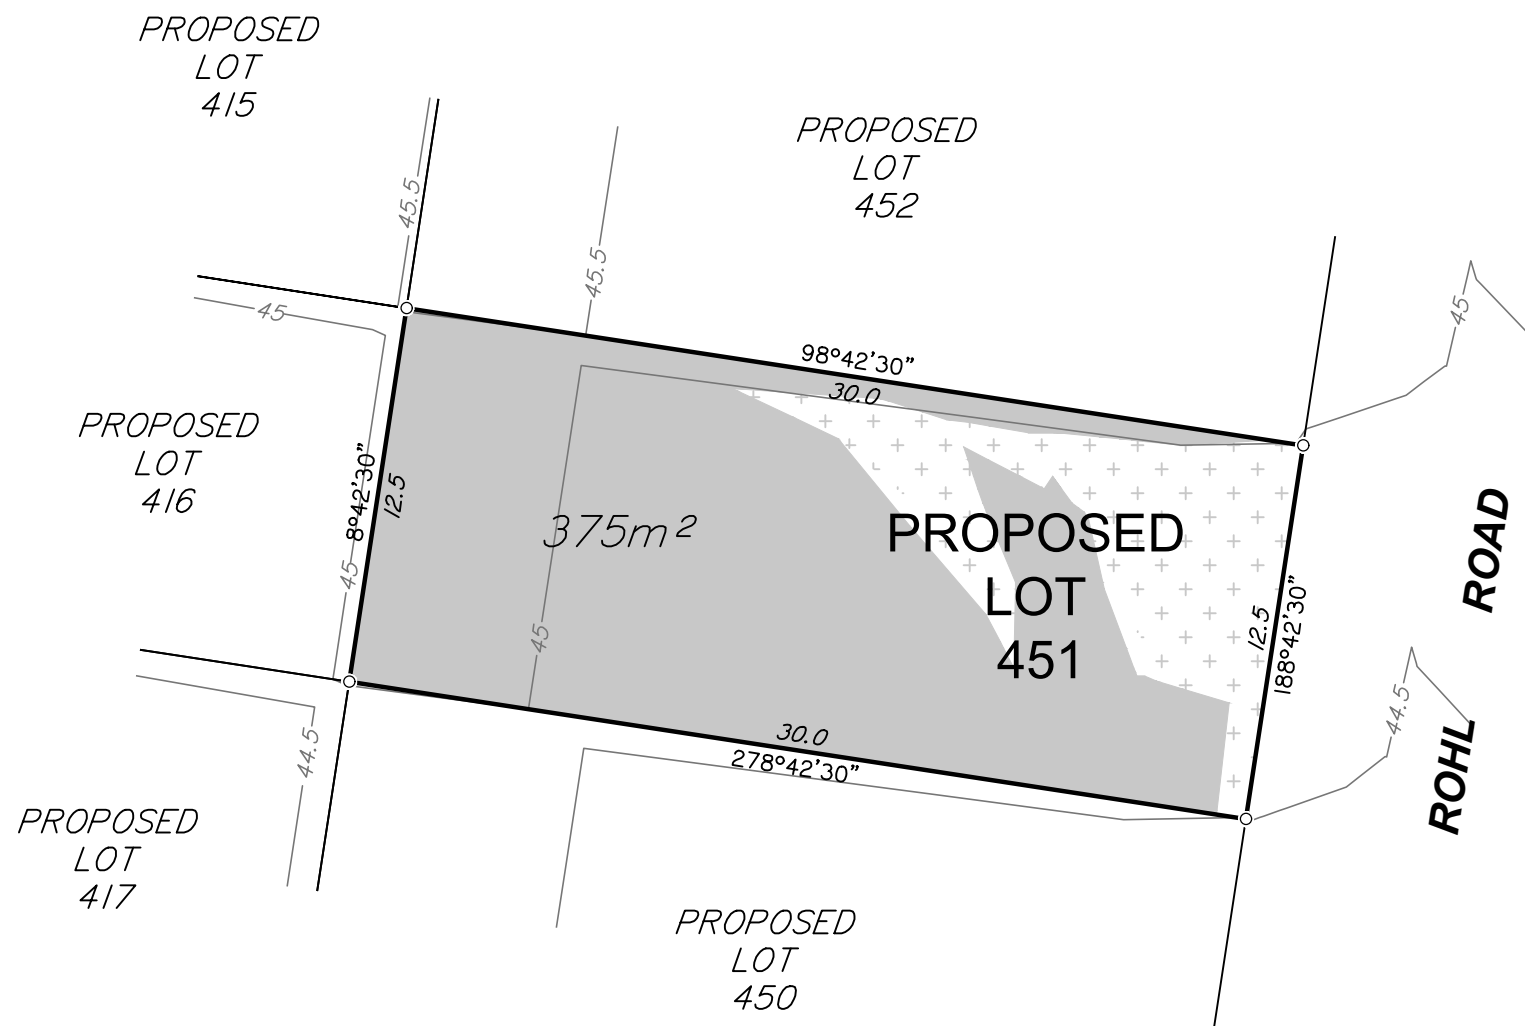 PROPOSED
LOT
415
PROPOSED
LOT
452
45.5
45.5
45
45
98°42'30"
30.0
PROPOSED
LOT
416
8°42'30"
12.5
45
375m²
45
PROPOSED
LOT
451
12.5
188°42'30"
ROHL ROAD
44.5
44.5
30.0
278°42'30"
PROPOSED
LOT
417
PROPOSED
LOT
450